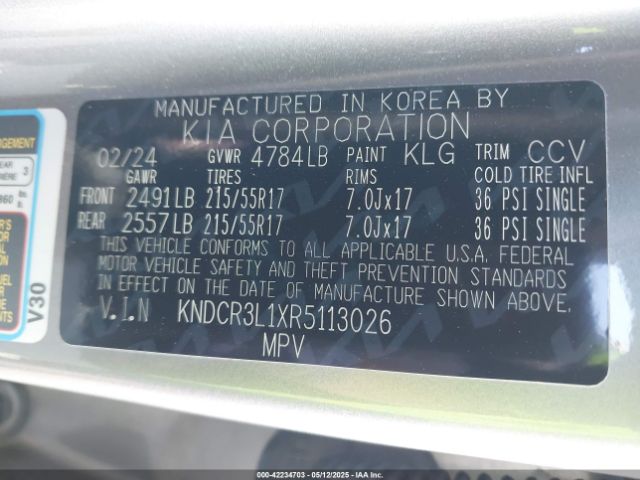 MANUFACTURED IN KOREA BY
KIA CORPORATION
02/24 GVWR 4784LB PAINT KLG TRIM CCV
GAWR TIRES RIMS COLD TIRE INFL
FRONT 2491LB 215/55R17 7.0Jx17 36 PSI SINGLE
REAR 2557LB 215/55R17 7.0Jx17 36 PSI SINGLE
THIS VEHICLE CONFORMS TO ALL APPLICABLE U.S.A. FEDERAL
MOTOR VEHICLE SAFETY AND THEFT PREVENTION STANDARDS
IN EFFECT ON THE DATE OF MANUFACTURE SHOWN ABOVE.
V.I.N KNDCR3L1XR5113026
MPV
V30
000-42234703 - 05/12/2025 - IAAI.CA